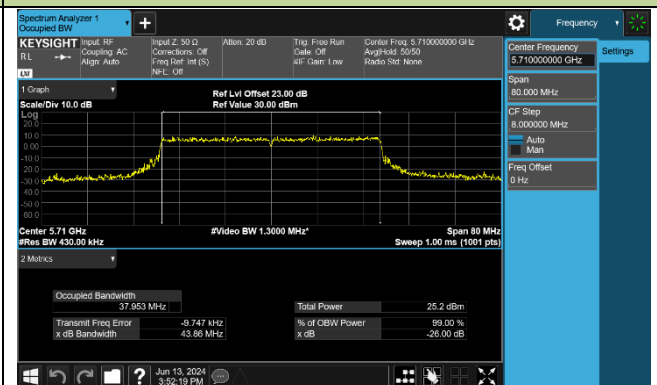 Spectrum Analyzer 1
Occupied BW
+
Frequency
KEYSIGHT
RL
LXI
Input: RF
Coupling: AC
Align: Auto
Input Z: 50 Ω
Corrections: Off
Freq Ref: Int (S)
NFE: Off
Atten: 20 dB
Trig: Free Run
Gate: Off
#IF Gain: Low
Center Freq: 5.710000000 GHz
Avg|Hold: 50/50
Radio Std: None
Center Frequency
5.710000000 GHz
Settings
Span
80.000 MHz
CF Step
8.000000 MHz
Auto
Man
Freq Offset
0 Hz
1 Graph
Scale/Div 10.0 dB
Ref Lvl Offset 23.00 dB
Ref Value 30.00 dBm
Log
20.0
10.0
0.00
-10.0
-20.0
-30.0
-40.0
-50.0
-60.0
Center 5.71 GHz
#Res BW 430.00 kHz
#Video BW 1.3000 MHz*
Span 80 MHz
Sweep 1.00 ms (1001 pts)
2 Metrics
Occupied Bandwidth
37.953 MHz
Total Power 25.2 dBm
Transmit Freq Error -9.747 kHz
% of OBW Power 99.00 %
x dB Bandwidth 43.86 MHz
x dB -26.00 dB
?
Jun 13, 2024
3:52:19 PM